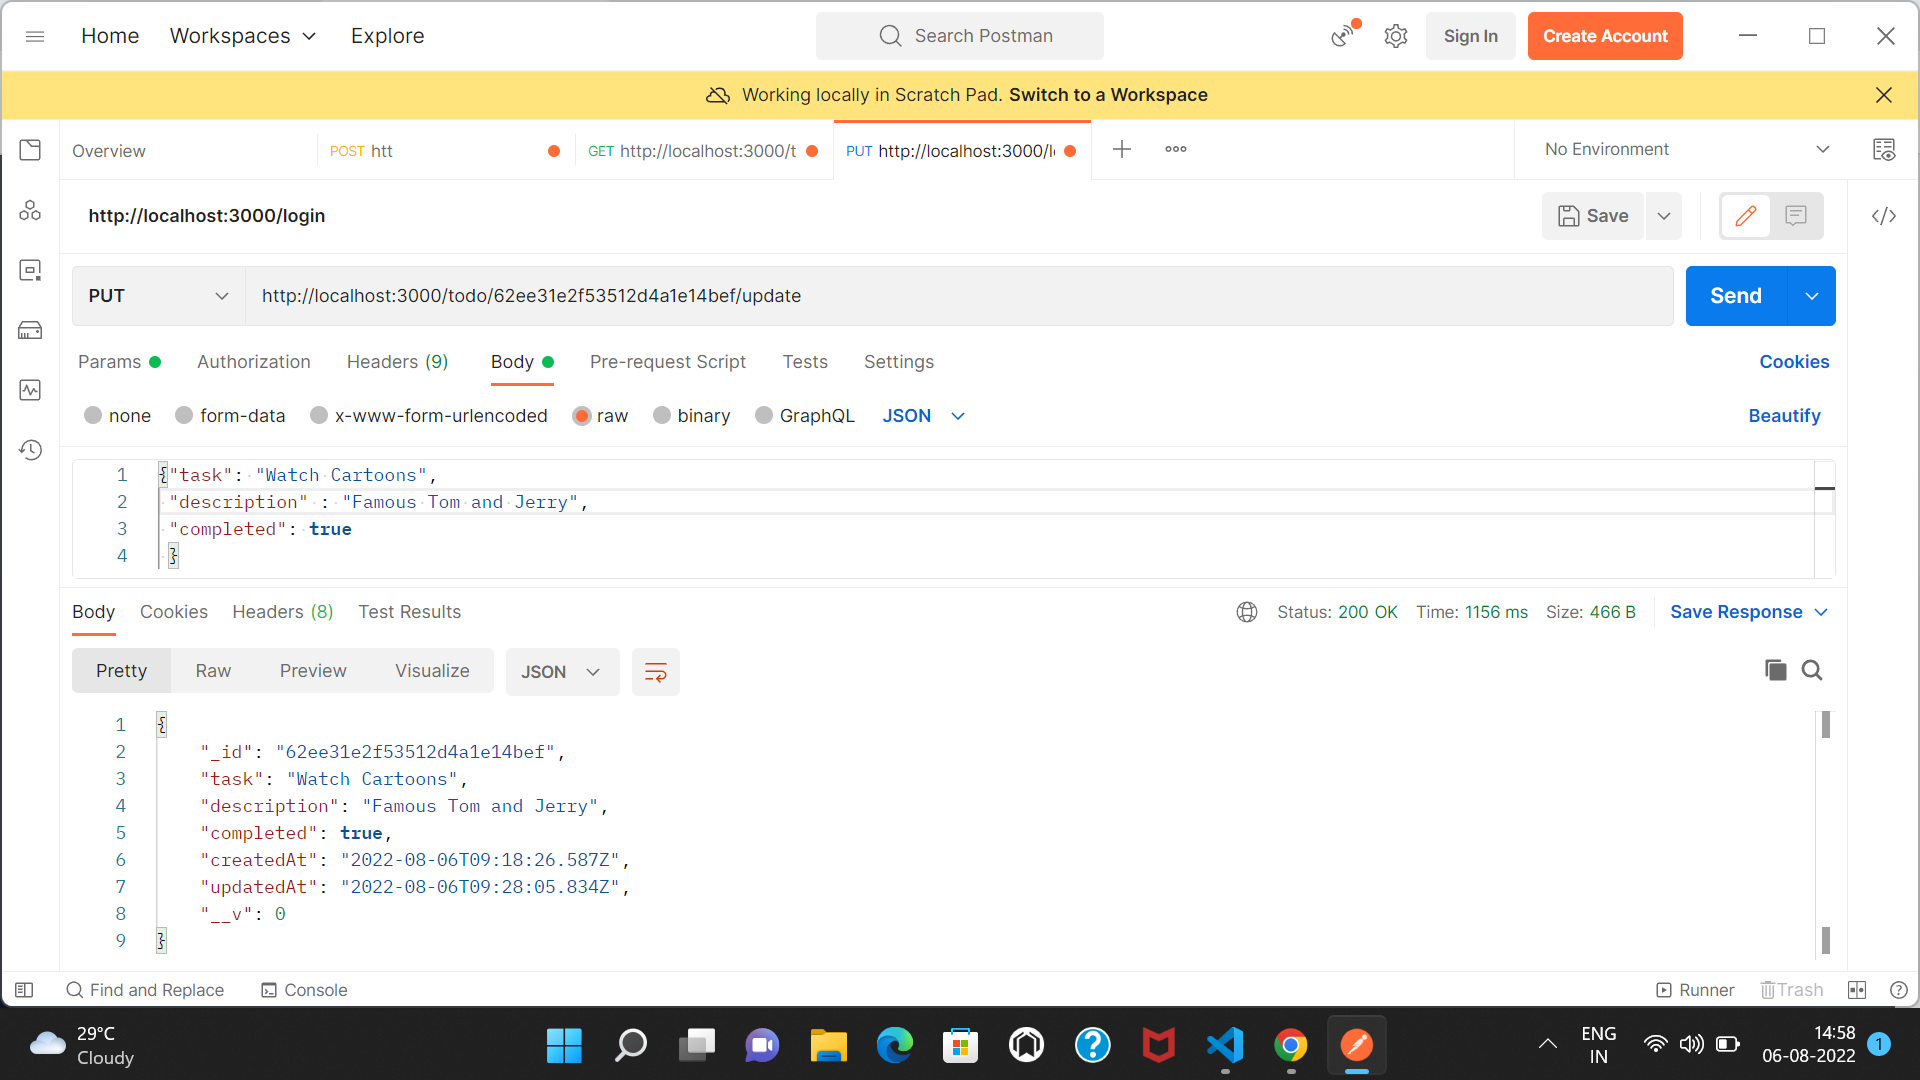 Home Workspaces Explore Search Postman Sign In Create Account
Working locally in Scratch Pad. Switch to a Workspace
Overview POST htt GET http://localhost:3000/t PUT http://localhost:3000/l No Environment
http://localhost:3000/login Save
PUT http://localhost:3000/todo/62ee31e2f53512d4a1e14bef/update Send
Params Authorization Headers (9) Body Pre-request Script Tests Settings Cookies
none form-data x-www-form-urlencoded raw binary GraphQL JSON Beautify
1 {"task": "Watch Cartoons",
2 "description" : "Famous Tom and Jerry",
3 "completed": true
4 }
Body Cookies Headers (8) Test Results Status: 200 OK Time: 1156 ms Size: 466 B Save Response
Pretty Raw Preview Visualize JSON
1 {
2 "_id": "62ee31e2f53512d4a1e14bef",
3 "task": "Watch Cartoons",
4 "description": "Famous Tom and Jerry",
5 "completed": true,
6 "createdAt": "2022-08-06T09:18:26.587Z",
7 "updatedAt": "2022-08-06T09:28:05.834Z",
8 "__v": 0
9 }
Find and Replace Console Runner Trash
29°C
Cloudy
ENG
IN
14:58
06-08-2022
1